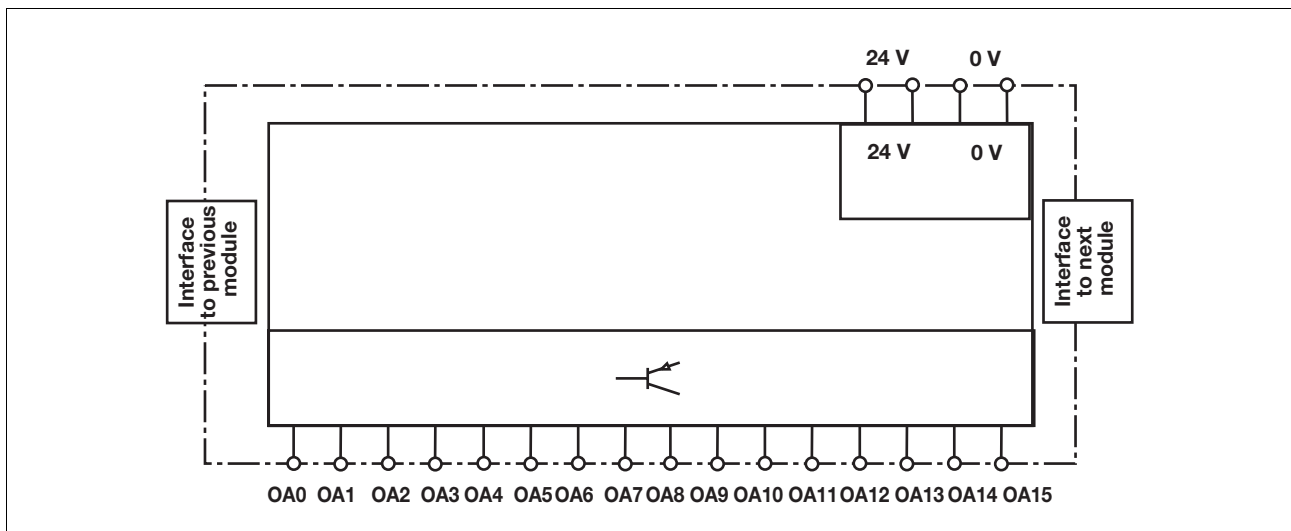 24 V 0 V
24 V 0 V
Interface
to previous
module
Interface
to next
module
OA0 OA1 OA2 OA3 OA4 OA5 OA6 OA7 OA8 OA9 OA10 OA11 OA12 OA13 OA14 OA15